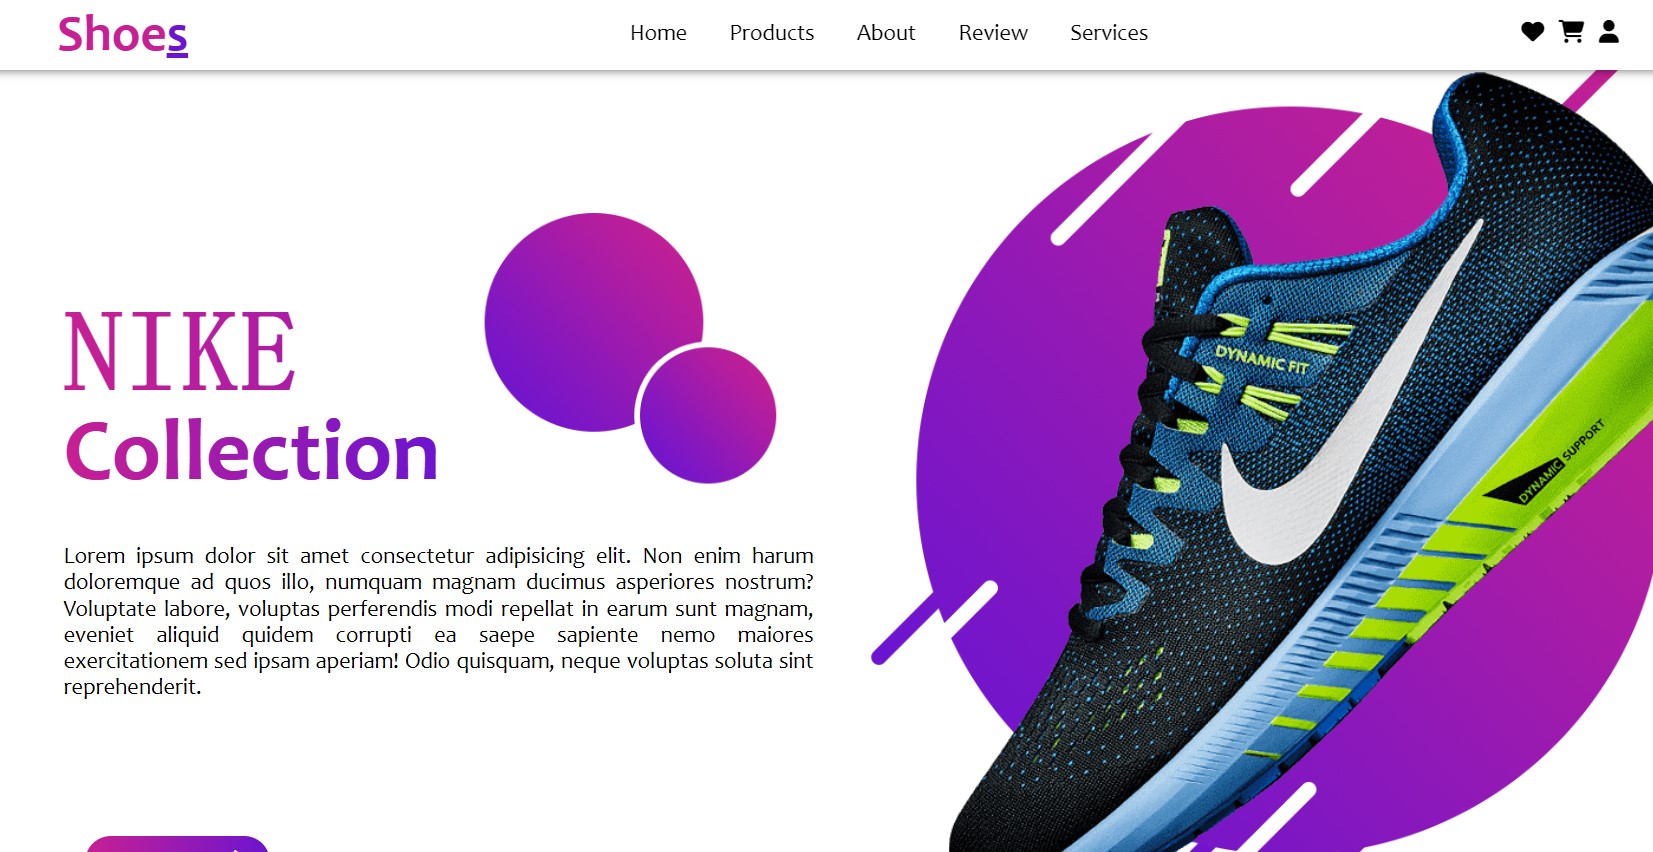 Shoes
Home Products About Review Services
NIKE
Collection
DYNAMIC FIT
DYNAMIC SUPPORT
Lorem ipsum dolor sit amet consectetur adipisicing elit. Non enim harum
doloremque ad quos illo, numquam magnam ducimus asperiores nostrum?
Voluptate labore, voluptas perferendis modi repellat in earum sunt magnam,
eveniet aliquid quidem corrupti ea saepe sapiente nemo maiores
exercitationem sed ipsam aperiam! Odio quisquam, neque voluptas soluta sint
reprehenderit.